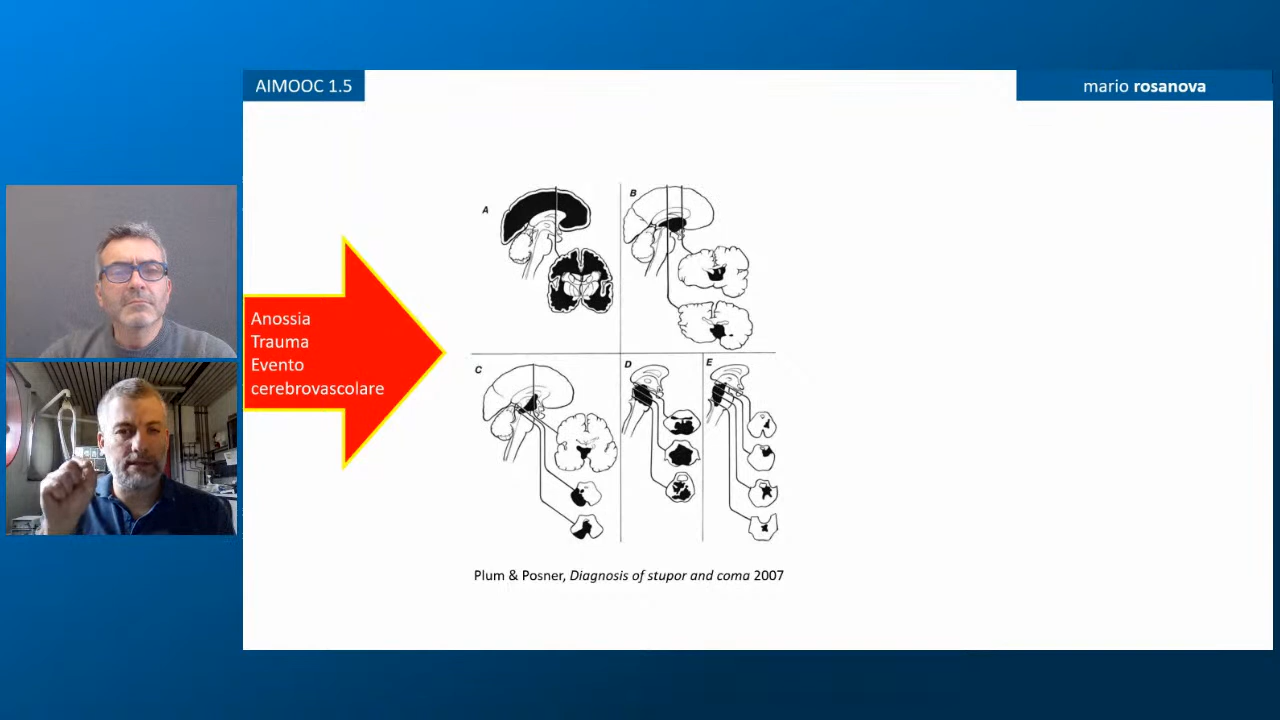 AIMOOC 1.5
mario rosanova
A
B
Anossia
Trauma
Evento
cerebrovascolare
C
D
E
Plum & Posner, Diagnosis of stupor and coma 2007